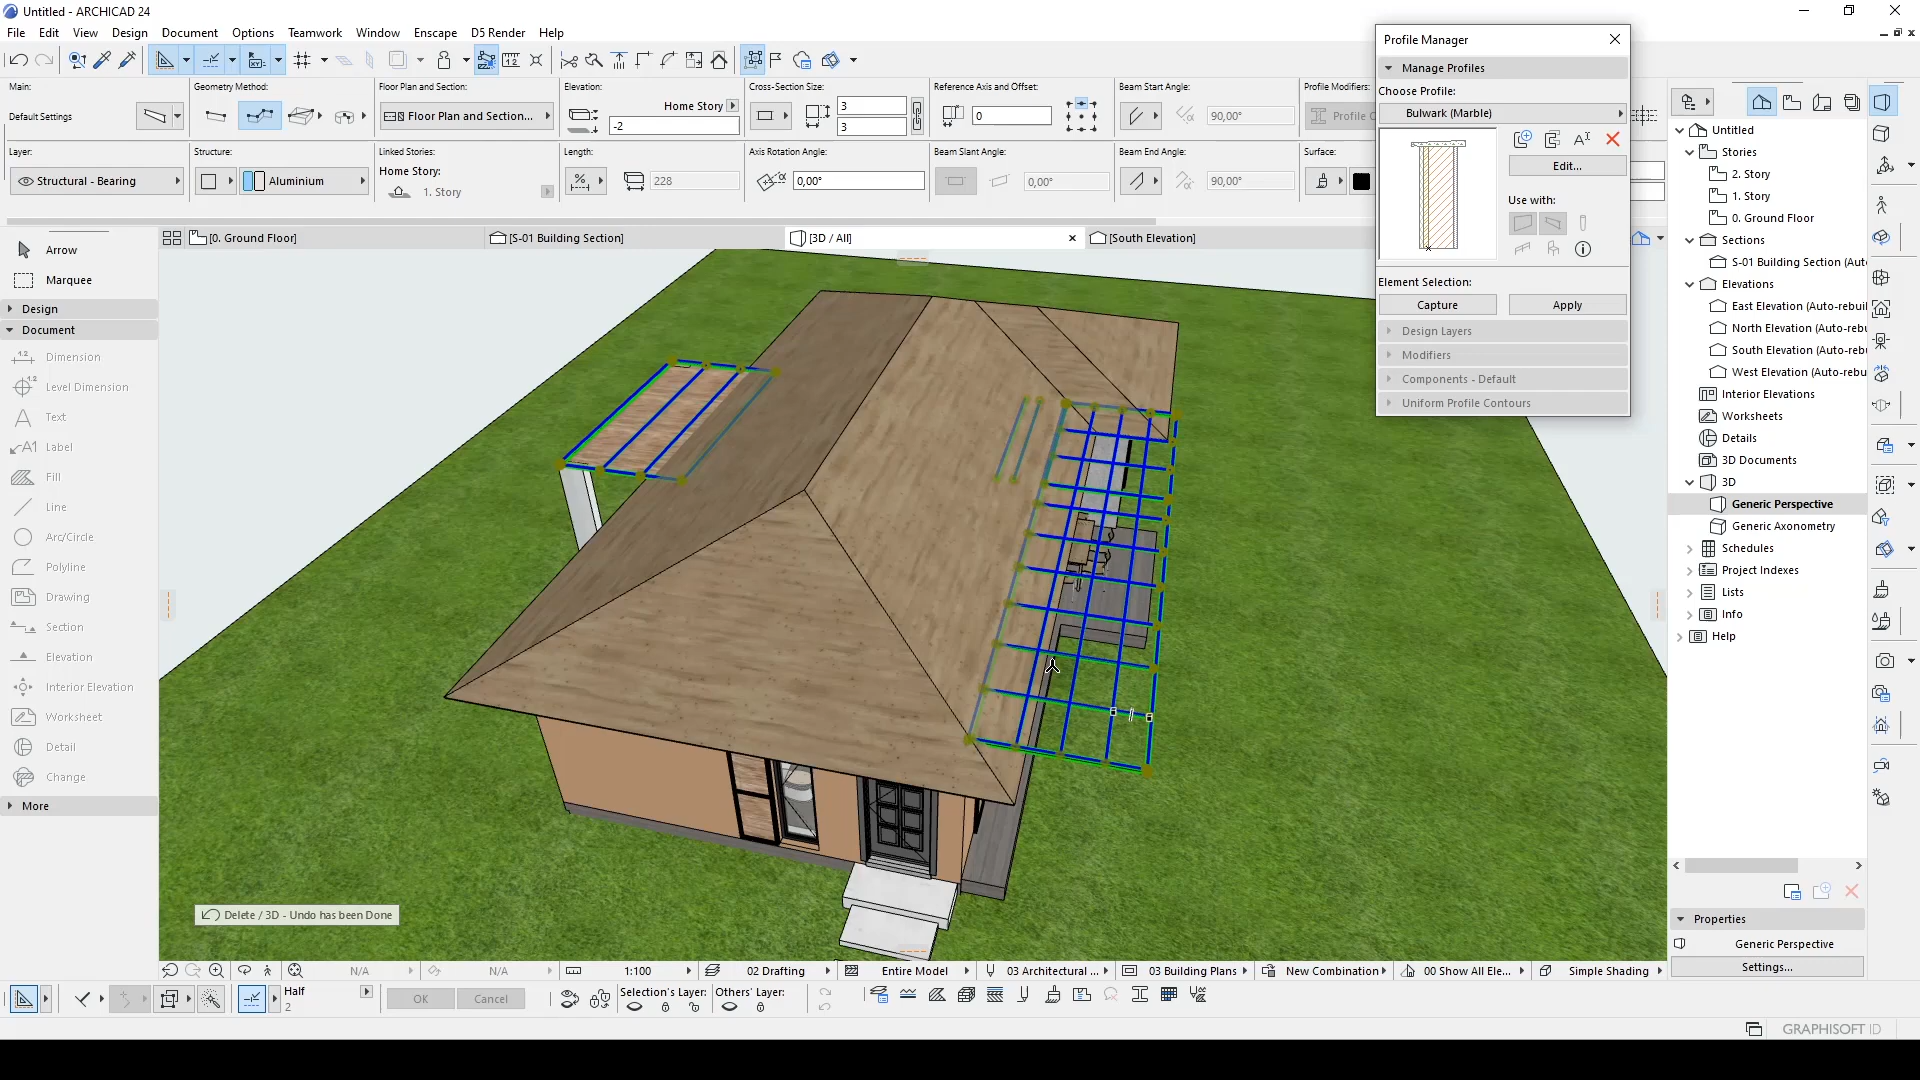 Untitled - ARCHICAD 24
File Edit View Design Document Options Teamwork Window Enscape D5 Render Help
Main:
Default Settings
Geometry Method:
Floor Plan and Section:
Floor Plan and Section...
Elevation:
Home Story
-2
Cross-Section Size:
3
3
Reference Axis and Offset:
0
Beam Start Angle:
90,00°
Profile Modifiers:
Profile C
Layer:
Structural - Bearing
Structure:
Aluminium
Linked Stories:
Home Story:
1. Story
Length:
228
Axis Rotation Angle:
0,00°
Beam Slant Angle:
0,00°
Beam End Angle:
90,00°
Surface:
[0. Ground Floor]
[S-01 Building Section]
[3D / All]
[South Elevation]
Arrow
Marquee
Design
Document
Dimension
Level Dimension
Text
Label
Fill
Line
Arc/Circle
Polyline
Drawing
Section
Elevation
Interior Elevation
Worksheet
Detail
Change
More
Delete / 3D - Undo has been Done
Profile Manager
Manage Profiles
Choose Profile:
Bulwark (Marble)
Edit...
Use with:
Element Selection:
Capture
Apply
Design Layers
Modifiers
Components - Default
Uniform Profile Contours
Untitled
Stories
2. Story
1. Story
0. Ground Floor
Sections
S-01 Building Section (Aut
Elevations
East Elevation (Auto-rebuil
North Elevation (Auto-rebu
South Elevation (Auto-reb
West Elevation (Auto-rebu
Interior Elevations
Worksheets
Details
3D Documents
3D
Generic Perspective
Generic Axonometry
Schedules
Project Indexes
Lists
Info
Help
Properties
Generic Perspective
Settings...
N/A
N/A
1:100
02 Drafting
Entire Model
03 Architectural ...
03 Building Plans
New Combination
00 Show All Ele...
Simple Shading
Half
2
OK
Cancel
Selection's Layer:
Others' Layer:
GRAPHISOFT ID